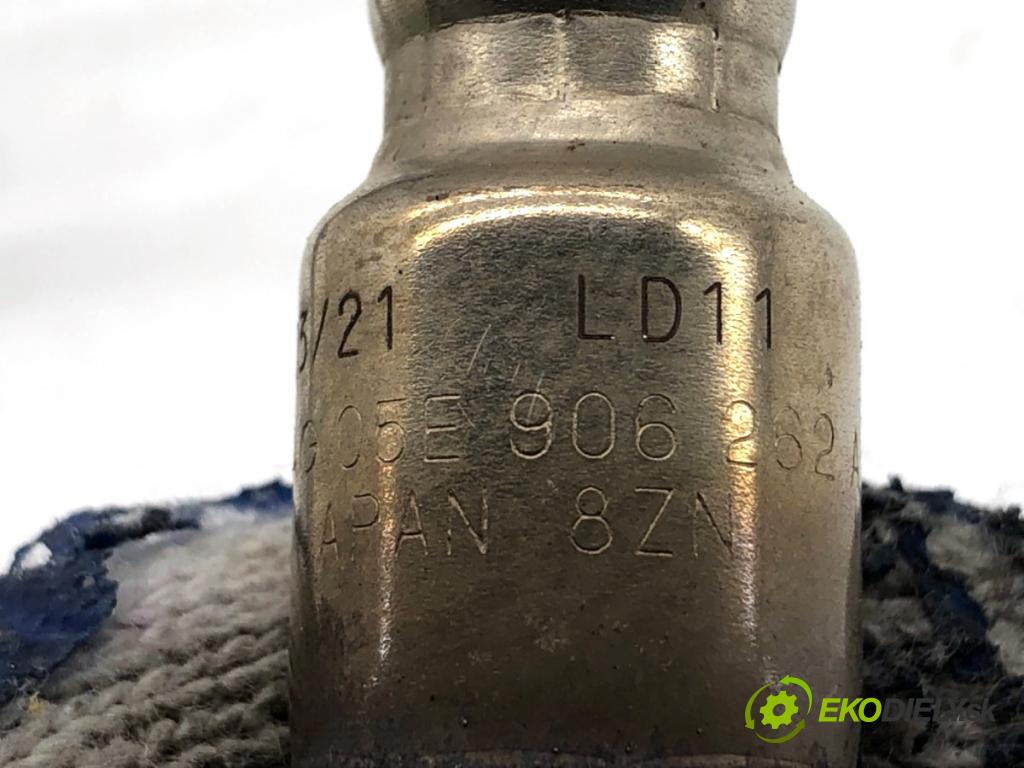 3/21 LD11
G 05E 906 262 A
APAN 8ZN
EKODIELY.sk